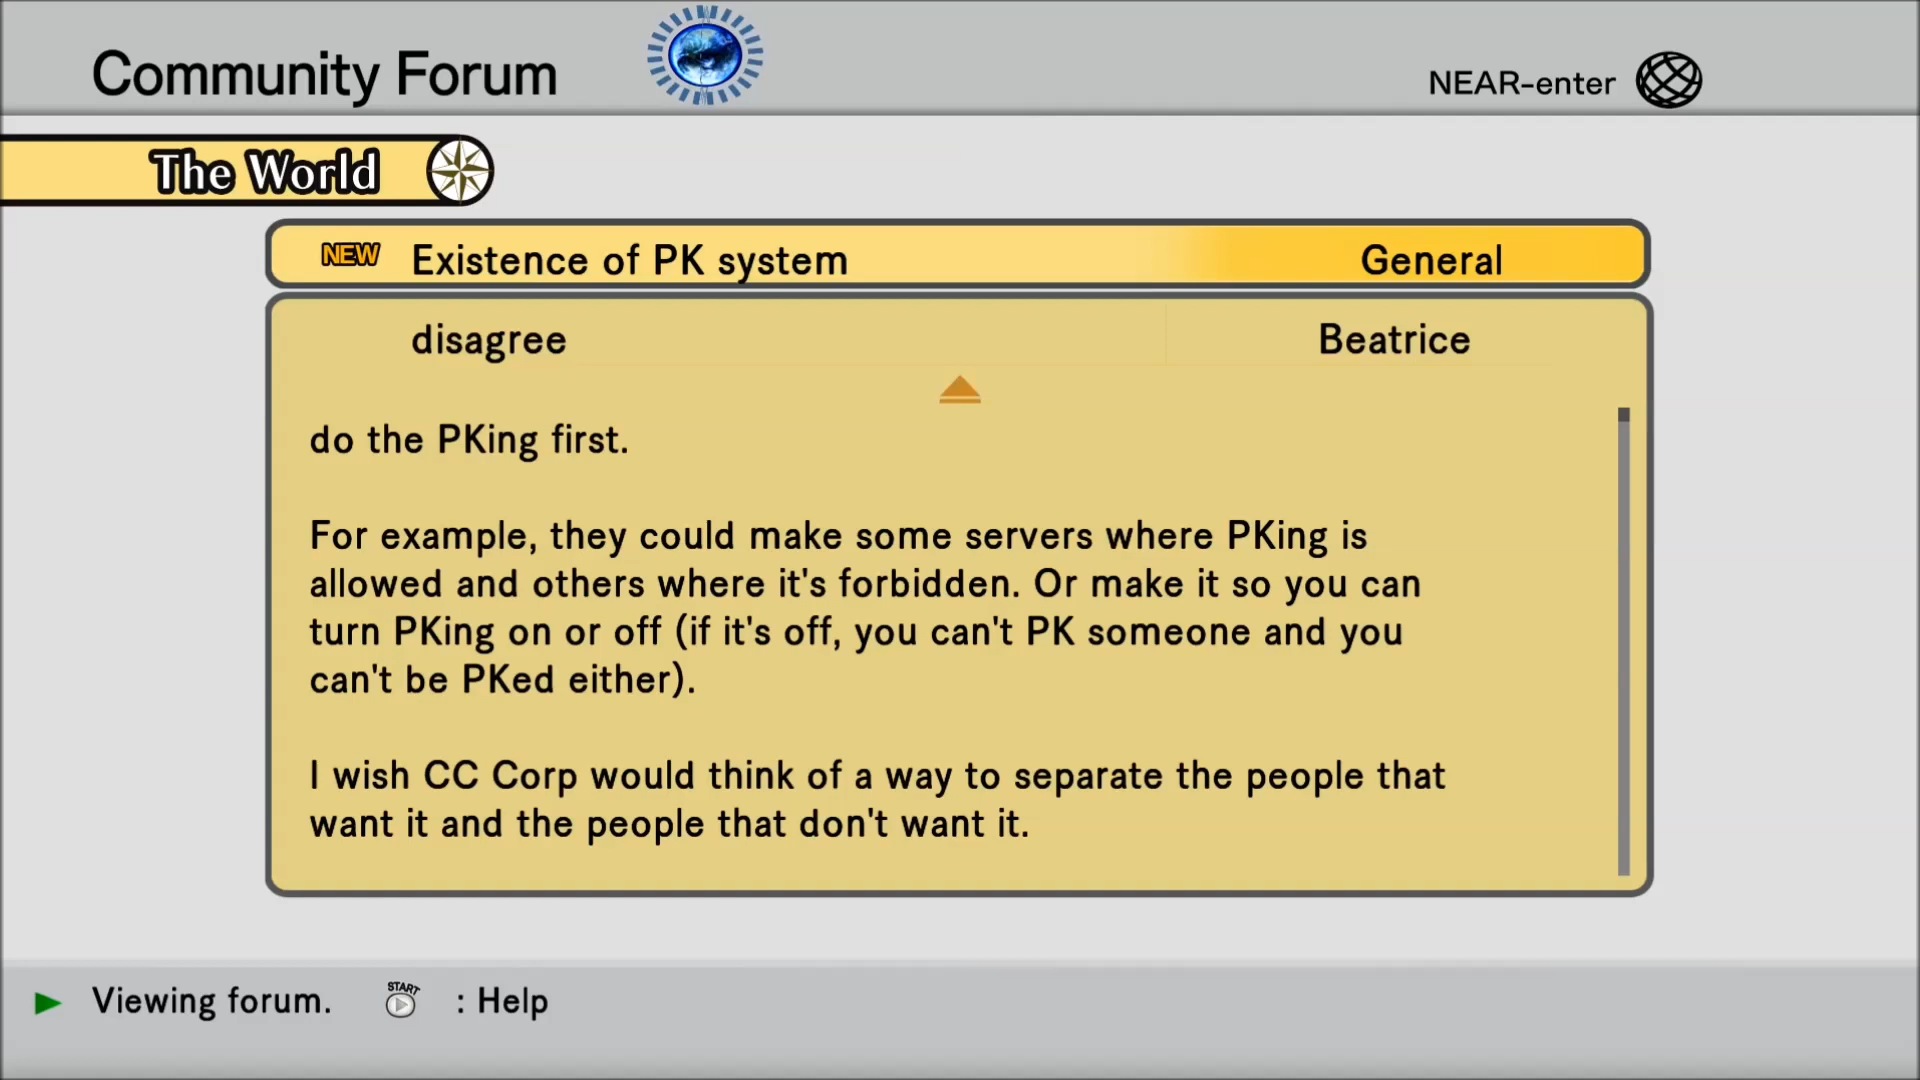 Community Forum
NEAR-enter
The World
NEW Existence of PK system General
disagree Beatrice
do the PKing first.
For example, they could make some servers where PKing is
allowed and others where it's forbidden. Or make it so you can
turn PKing on or off (if it's off, you can't PK someone and you
can't be PKed either).
I wish CC Corp would think of a way to separate the people that
want it and the people that don't want it.
Viewing forum. START : Help